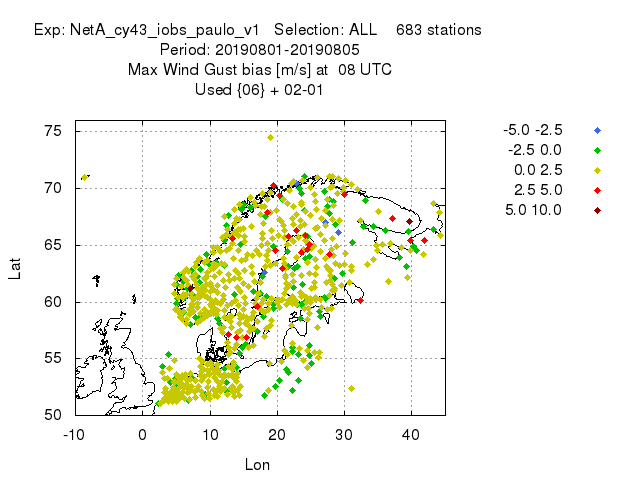 Exp: NetA_cy43_iobs_paulo_v1 Selection: ALL 683 stations
Period: 20190801-20190805
Max Wind Gust bias [m/s] at 08 UTC
Used {06} + 02-01
-5.0 -2.5
-2.5 0.0
0.0 2.5
2.5 5.0
5.0 10.0
75
70
65
60
55
50
Lat
-10 0 10 20 30 40
Lon